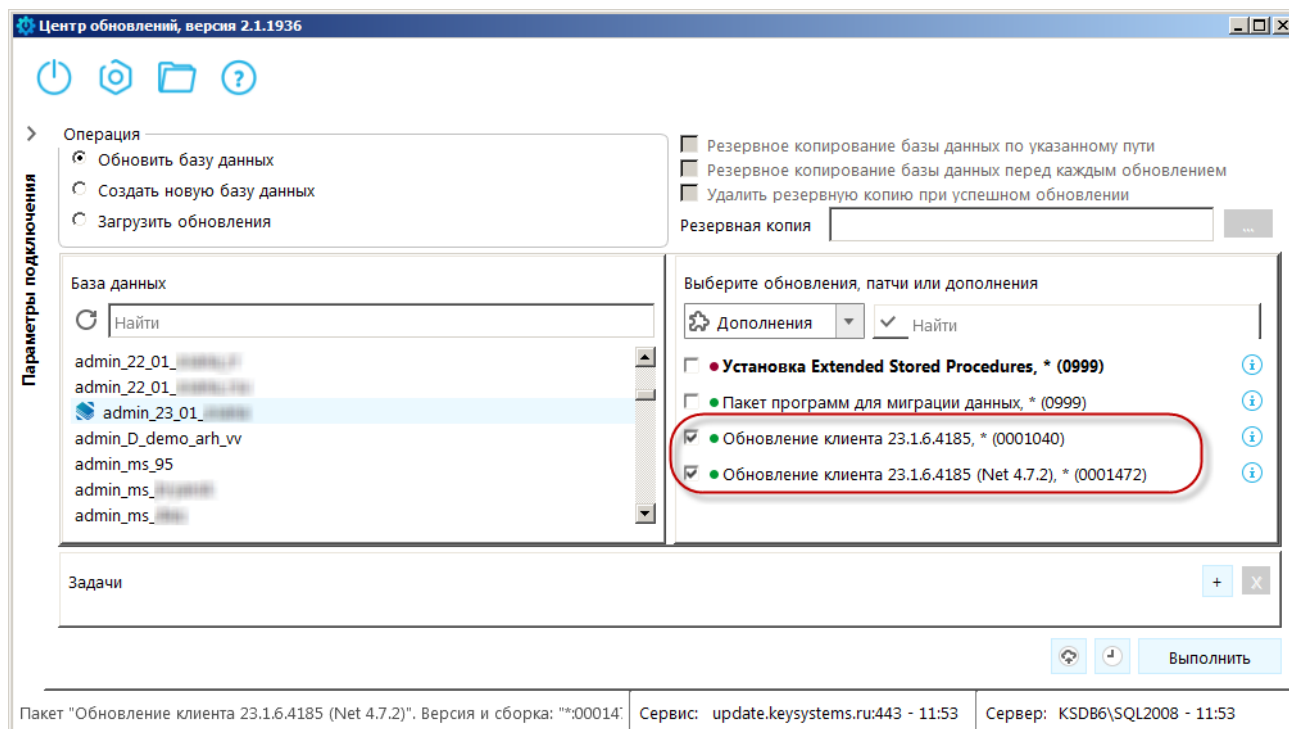 Центр обновлений, версия 2.1.1936
Параметры подключения
Операция
Обновить базу данных
Создать новую базу данных
Загрузить обновления
Резервное копирование базы данных по указанному пути
Резервное копирование базы данных перед каждым обновлением
Удалить резервную копию при успешном обновлении
Резервная копия
...
База данных
Найти
admin_22_01_
admin_22_01_
admin_23_01_
admin_D_demo_arh_vv
admin_ms_95
admin_ms_
admin_ms_
Выберите обновления, патчи или дополнения
Дополнения
Найти
Установка Extended Stored Procedures, * (0999)
Пакет программ для миграции данных, * (0999)
Обновление клиента 23.1.6.4185, * (0001040)
Обновление клиента 23.1.6.4185 (Net 4.7.2), * (0001472)
Задачи
+ X
Выполнить
Пакет "Обновление клиента 23.1.6.4185 (Net 4.7.2)". Версия и сборка: "*:00014
Сервис: update.keysystems.ru:443 - 11:53
Сервер: KSDB6\SQL2008 - 11:53